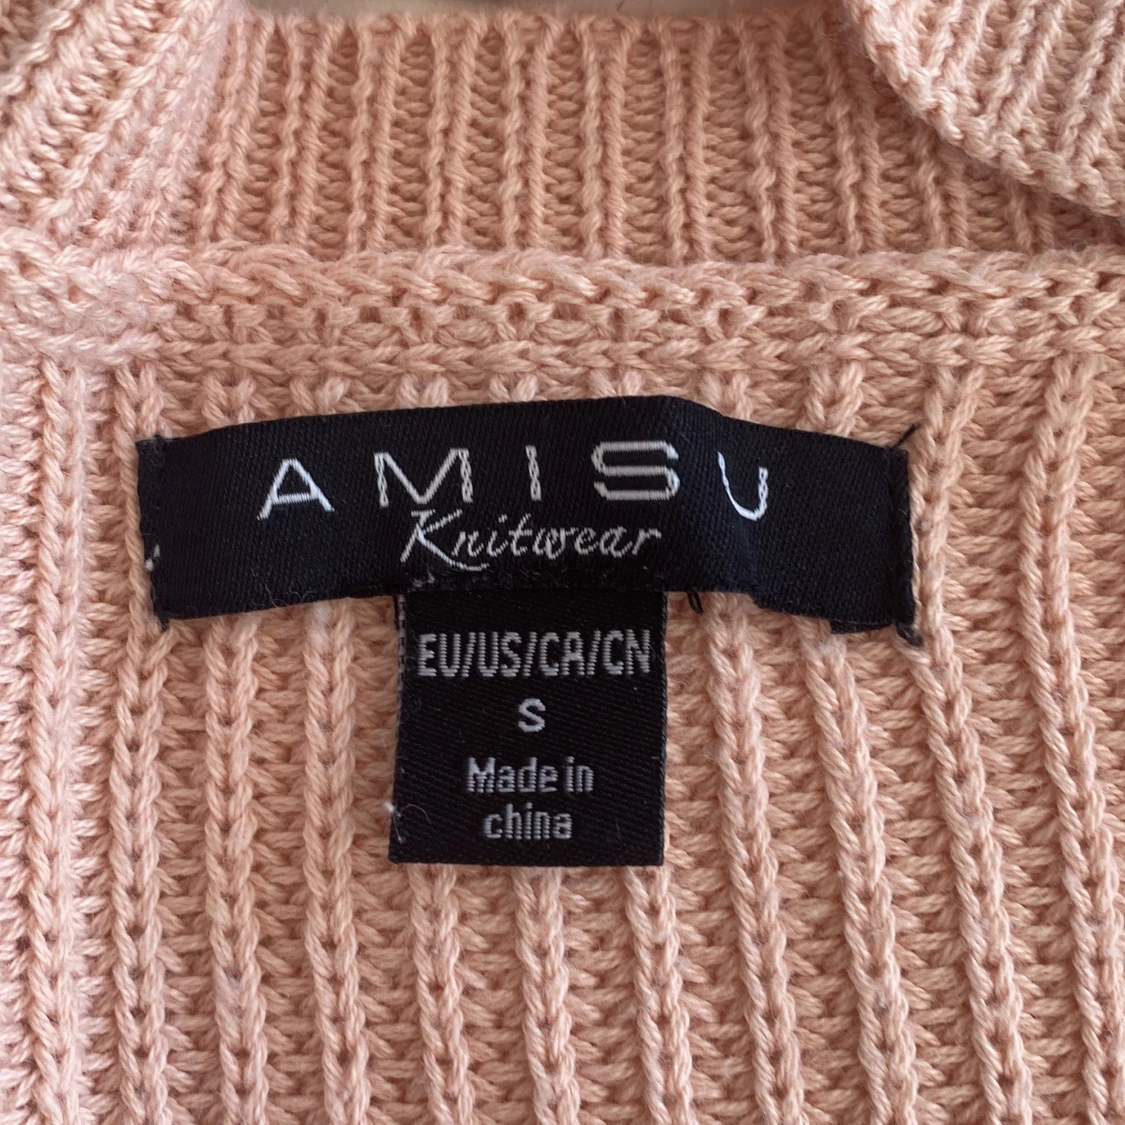 AMISU
Knitwear
EU/US/CA/CN
S
Made in
china